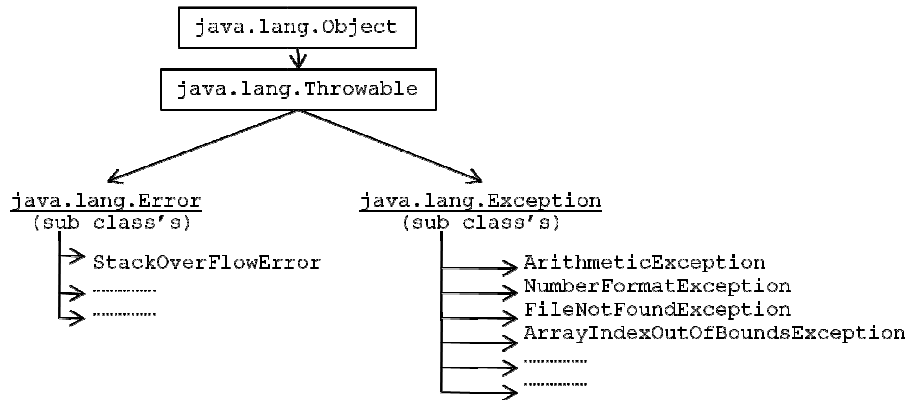 java.lang.Object
java.lang.Throwable
java.lang.Error
(sub class's)
StackOverFlowError
java.lang.Exception
(sub class's)
ArithmeticException
NumberFormatException
FileNotFoundException
ArrayIndexOutOfBoundsException